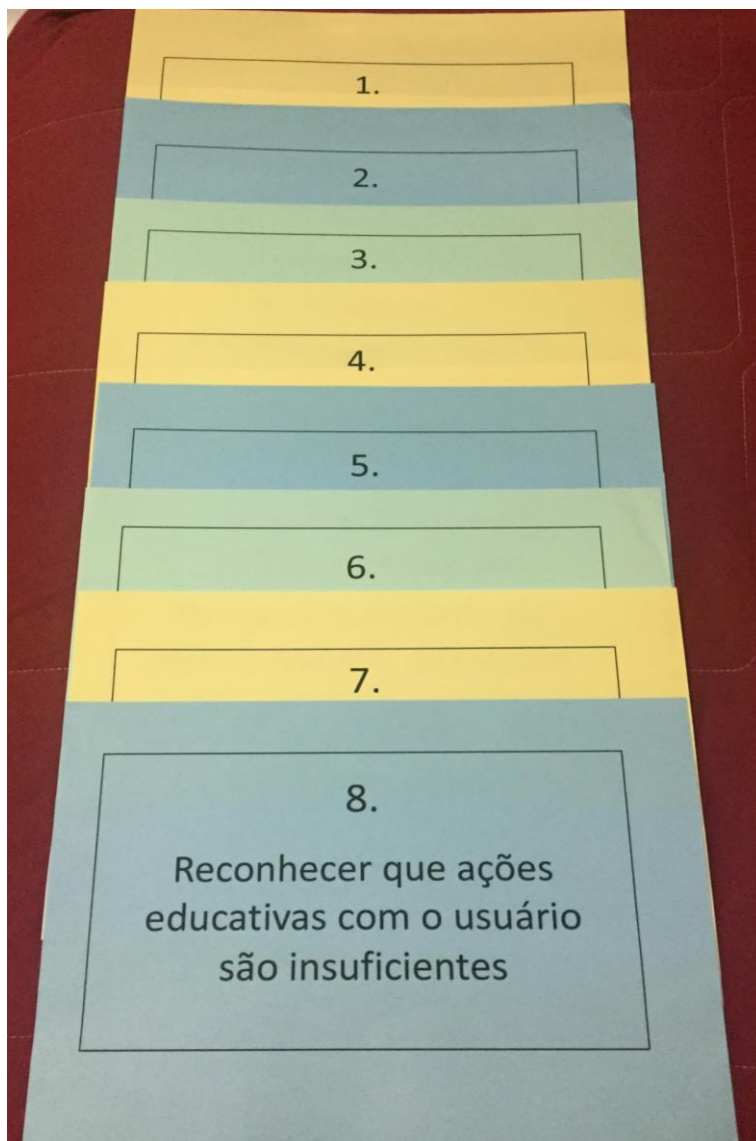 1.
2.
3.
4.
5.
6.
7.
8.
Reconhecer que ações
educativas com o usuário
são insuficientes